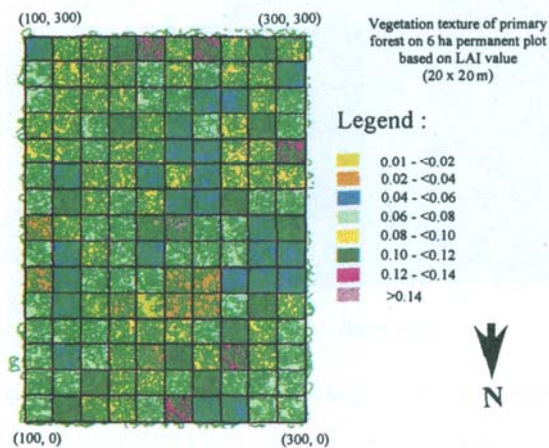 (100, 300)
(300, 300)
Vegetation texture of primary
forest on 6 ha permanent plot
based on LAI value
(20 x 20 m)
Legend :
0.01 - <0.02
0.02 - <0.04
0.04 - <0.06
0.06 - <0.08
0.08 - <0.10
0.10 - <0.12
0.12 - <0.14
>0.14
N
(100, 0)
(300, 0)